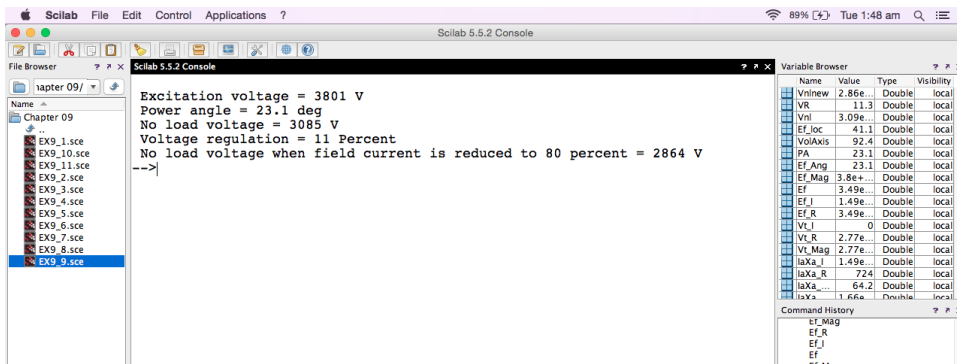 Scilab File Edit Control Applications ? 89% Tue 1:48 am
Scilab 5.5.2 Console
File Browser ? ↗ X
Scilab 5.5.2 Console ? ↗ X
Variable Browser ? ↗
napter 09/
Name
Chapter 09
..
EX9_1.sce
EX9_10.sce
EX9_11.sce
EX9_2.sce
EX9_3.sce
EX9_4.sce
EX9_5.sce
EX9_6.sce
EX9_7.sce
EX9_8.sce
EX9_9.sce
Excitation voltage = 3801 V
Power angle = 23.1 deg
No load voltage = 3085 V
Voltage regulation = 11 Percent
No load voltage when field current is reduced to 80 percent = 2864 V
-->
Name Value Type Visibility
Vnlnew 2.86e... Double local
VR 11.3 Double local
Vnl 3.09e... Double local
Ef_loc 41.1 Double local
VolAxis 92.4 Double local
PA 23.1 Double local
Ef_Ang 23.1 Double local
Ef_Mag 3.8e+... Double local
Ef 3.49e... Double local
Ef_I 1.49e... Double local
Ef_R 3.49e... Double local
Vt_I 0 Double local
Vt_R 2.77e... Double local
Vt_Mag 2.77e... Double local
IaXa_I 1.49e... Double local
IaXa_R 724 Double local
IaXa_... 64.2 Double local
IaXa 1.66e Double local
Command History ? ↗
Ef_Mag
Ef_R
Ef_I
Ef